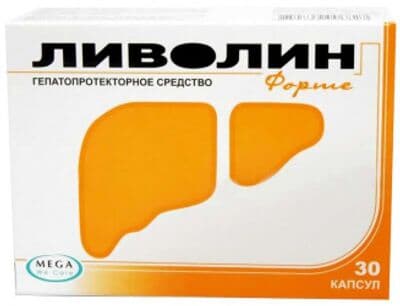 ЛИВОЛИН
Форте
ГЕПАТОПРОТЕКТОРНОЕ СРЕДСТВО
MEGA
We Care
30
КАПСУЛ